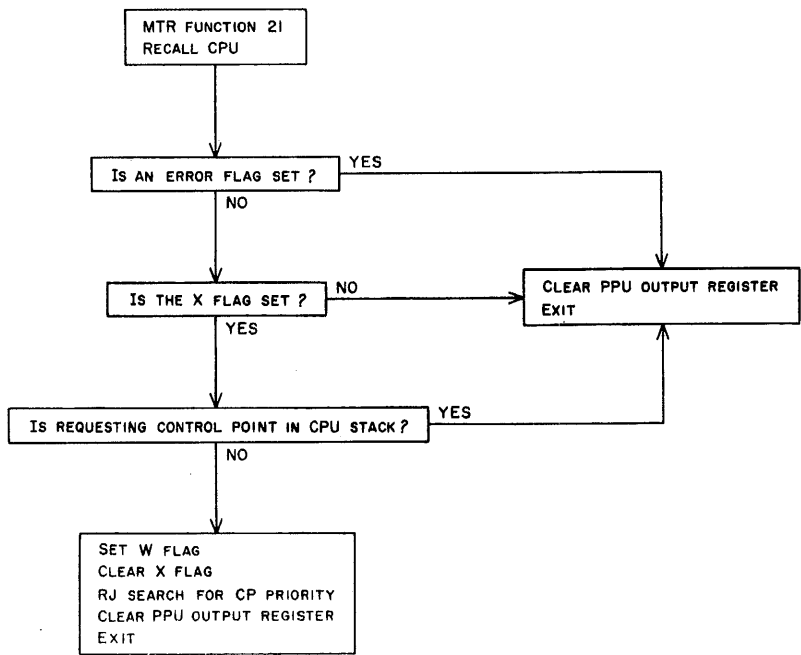 MTR FUNCTION 21
RECALL CPU
IS AN ERROR FLAG SET?
YES
NO
IS THE X FLAG SET?
NO
YES
CLEAR PPU OUTPUT REGISTER
EXIT
IS REQUESTING CONTROL POINT IN CPU STACK?
YES
NO
SET W FLAG
CLEAR X FLAG
RJ SEARCH FOR CP PRIORITY
CLEAR PPU OUTPUT REGISTER
EXIT